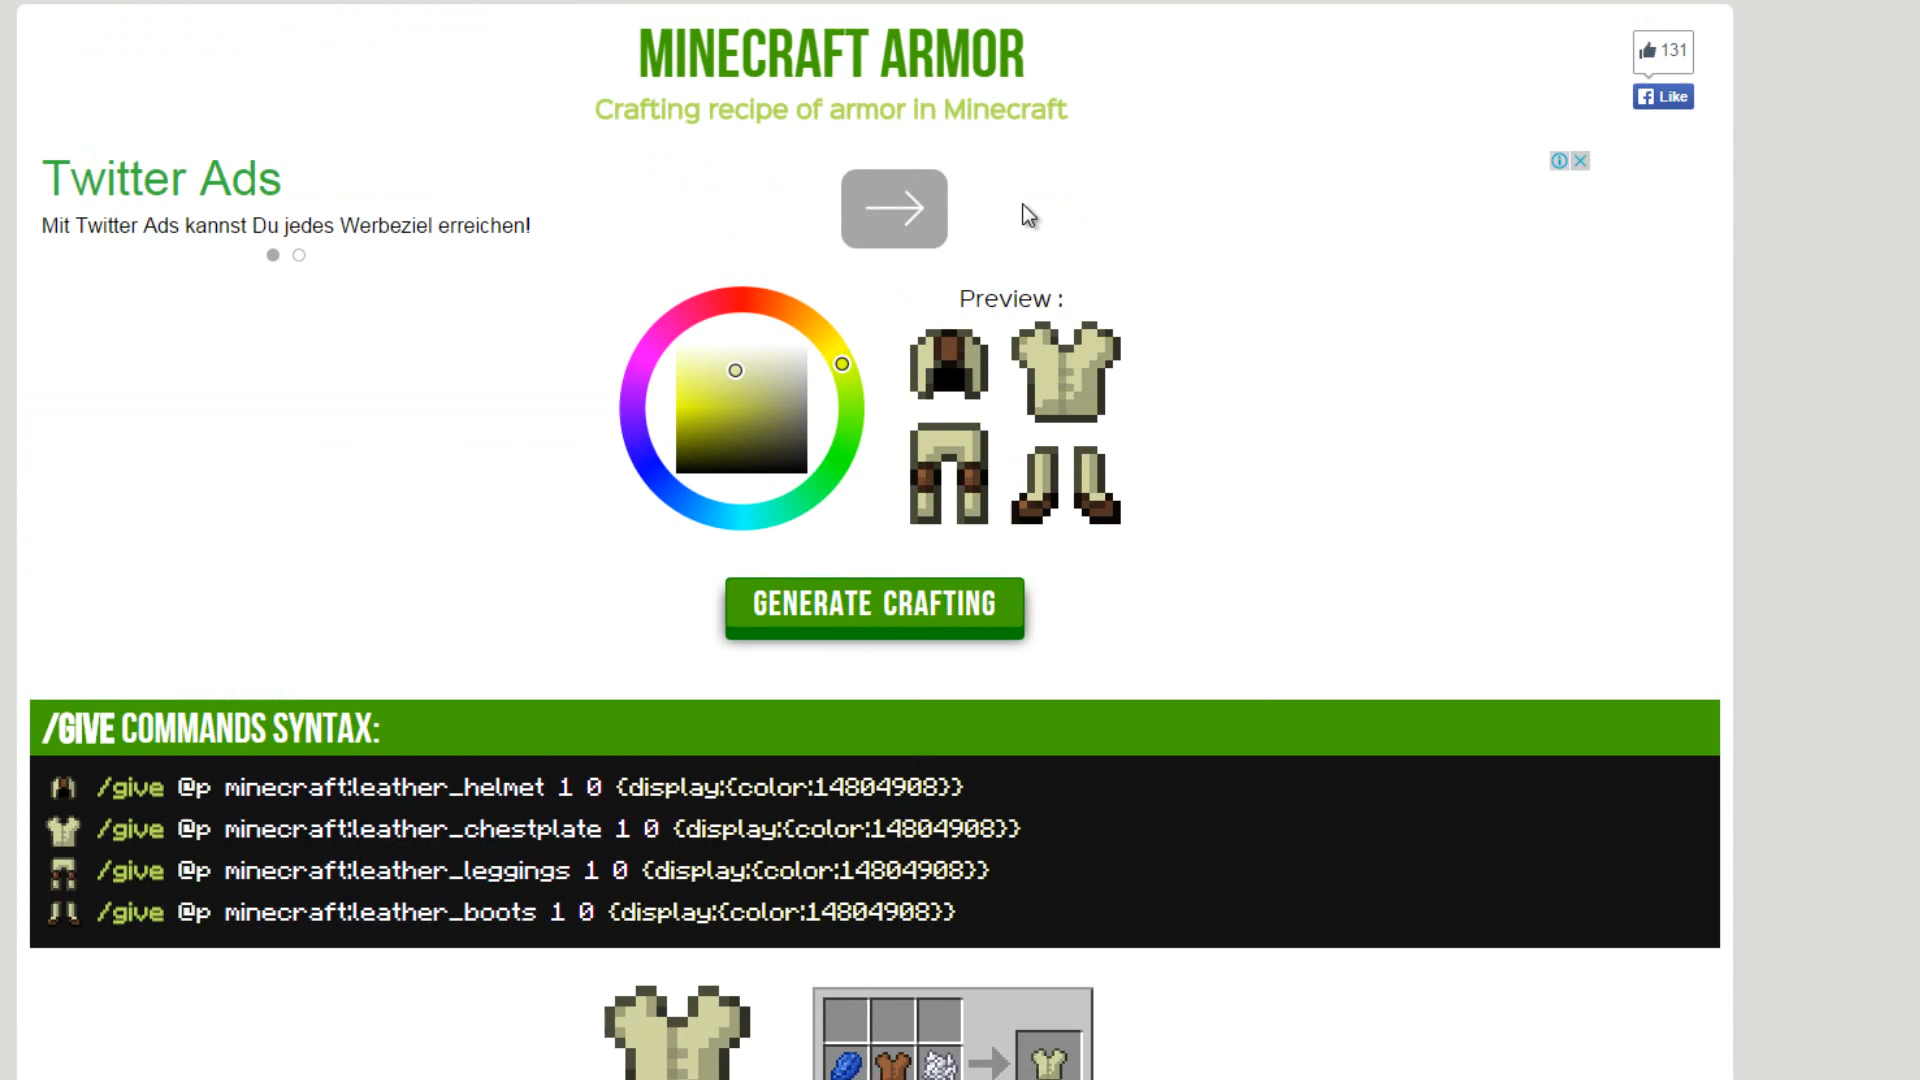 MINECRAFT ARMOR
131
Crafting recipe of armor in Minecraft
Like
Twitter Ads
Mit Twitter Ads kannst Du jedes Werbeziel erreichen!
Preview :
GENERATE CRAFTING
/GIVE COMMANDS SYNTAX:
/give @p minecraft:leather_helmet 1 0 {display:{color:14804908}}
/give @p minecraft:leather_chestplate 1 0 {display:{color:14804908}}
/give @p minecraft:leather_leggings 1 0 {display:{color:14804908}}
/give @p minecraft:leather_boots 1 0 {display:{color:14804908}}